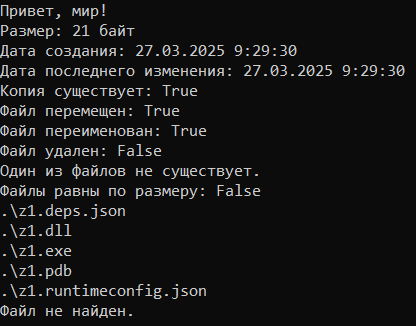 Привет, мир!
Размер: 21 байт
Дата создания: 27.03.2025 9:29:30
Дата последнего изменения: 27.03.2025 9:29:30
Копия существует: True
Файл перемещен: True
Файл переименован: True
Файл удален: False
Один из файлов не существует.
Файлы равны по размеру: False
.\z1.deps.json
.\z1.dll
.\z1.exe
.\z1.pdb
.\z1.runtimeconfig.json
Файл не найден.